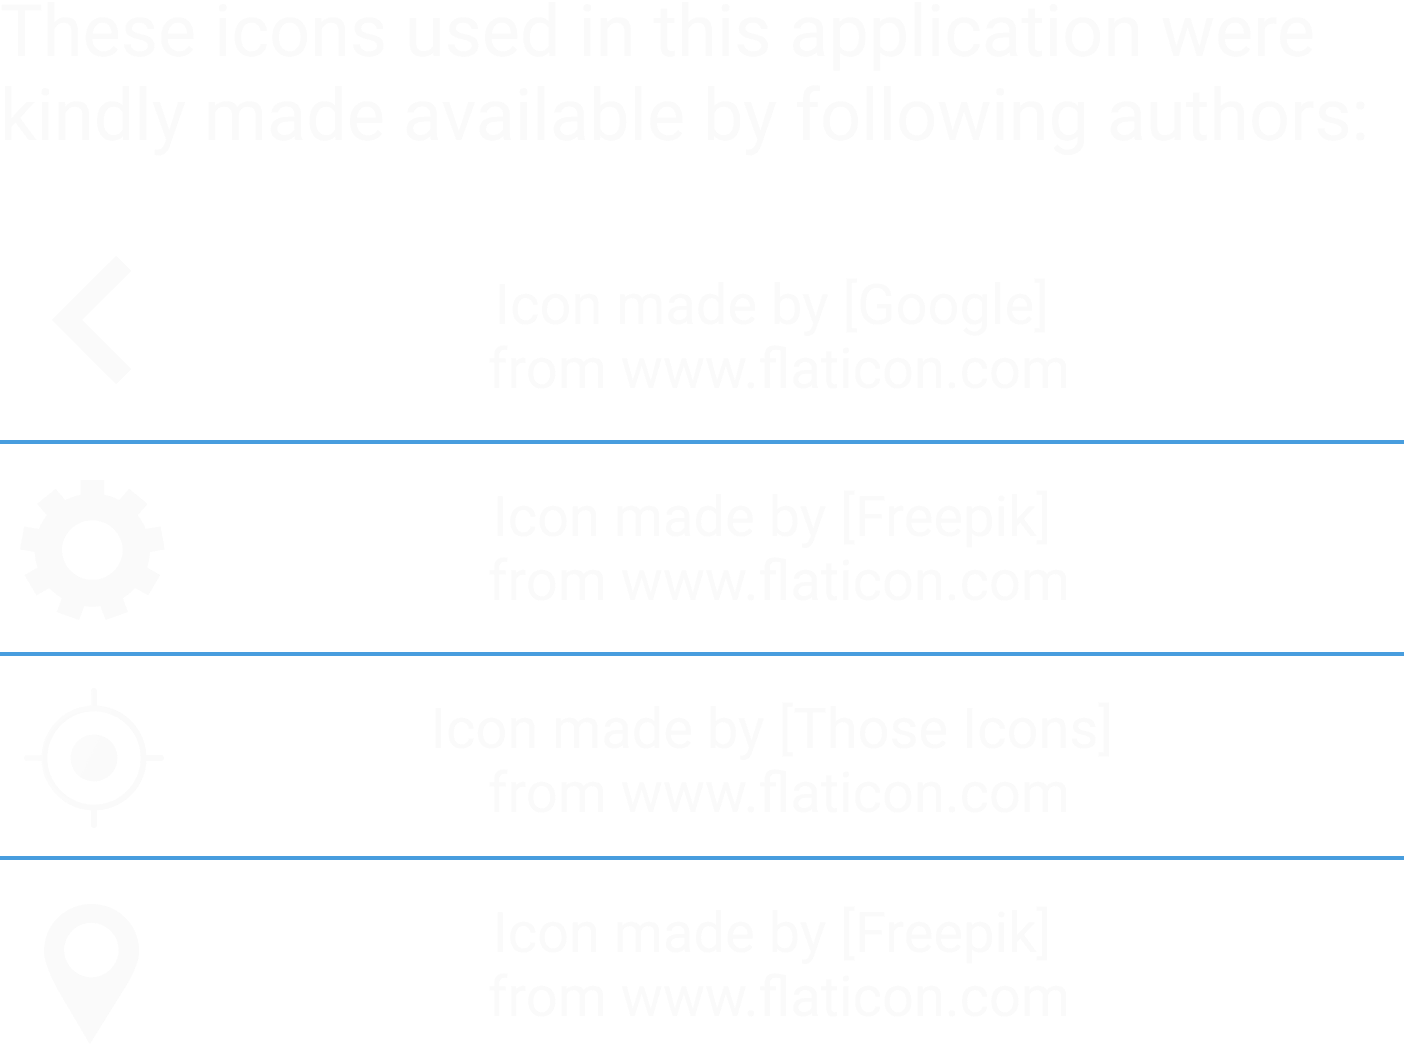 These icons used in this application were
kindly made available by following authors:
Icon made by [Google]
from www.flaticon.com
Icon made by [Freepik]
from www.flaticon.com
Icon made by [Those Icons]
from www.flaticon.com
Icon made by [Freepik]
from www.flaticon.com